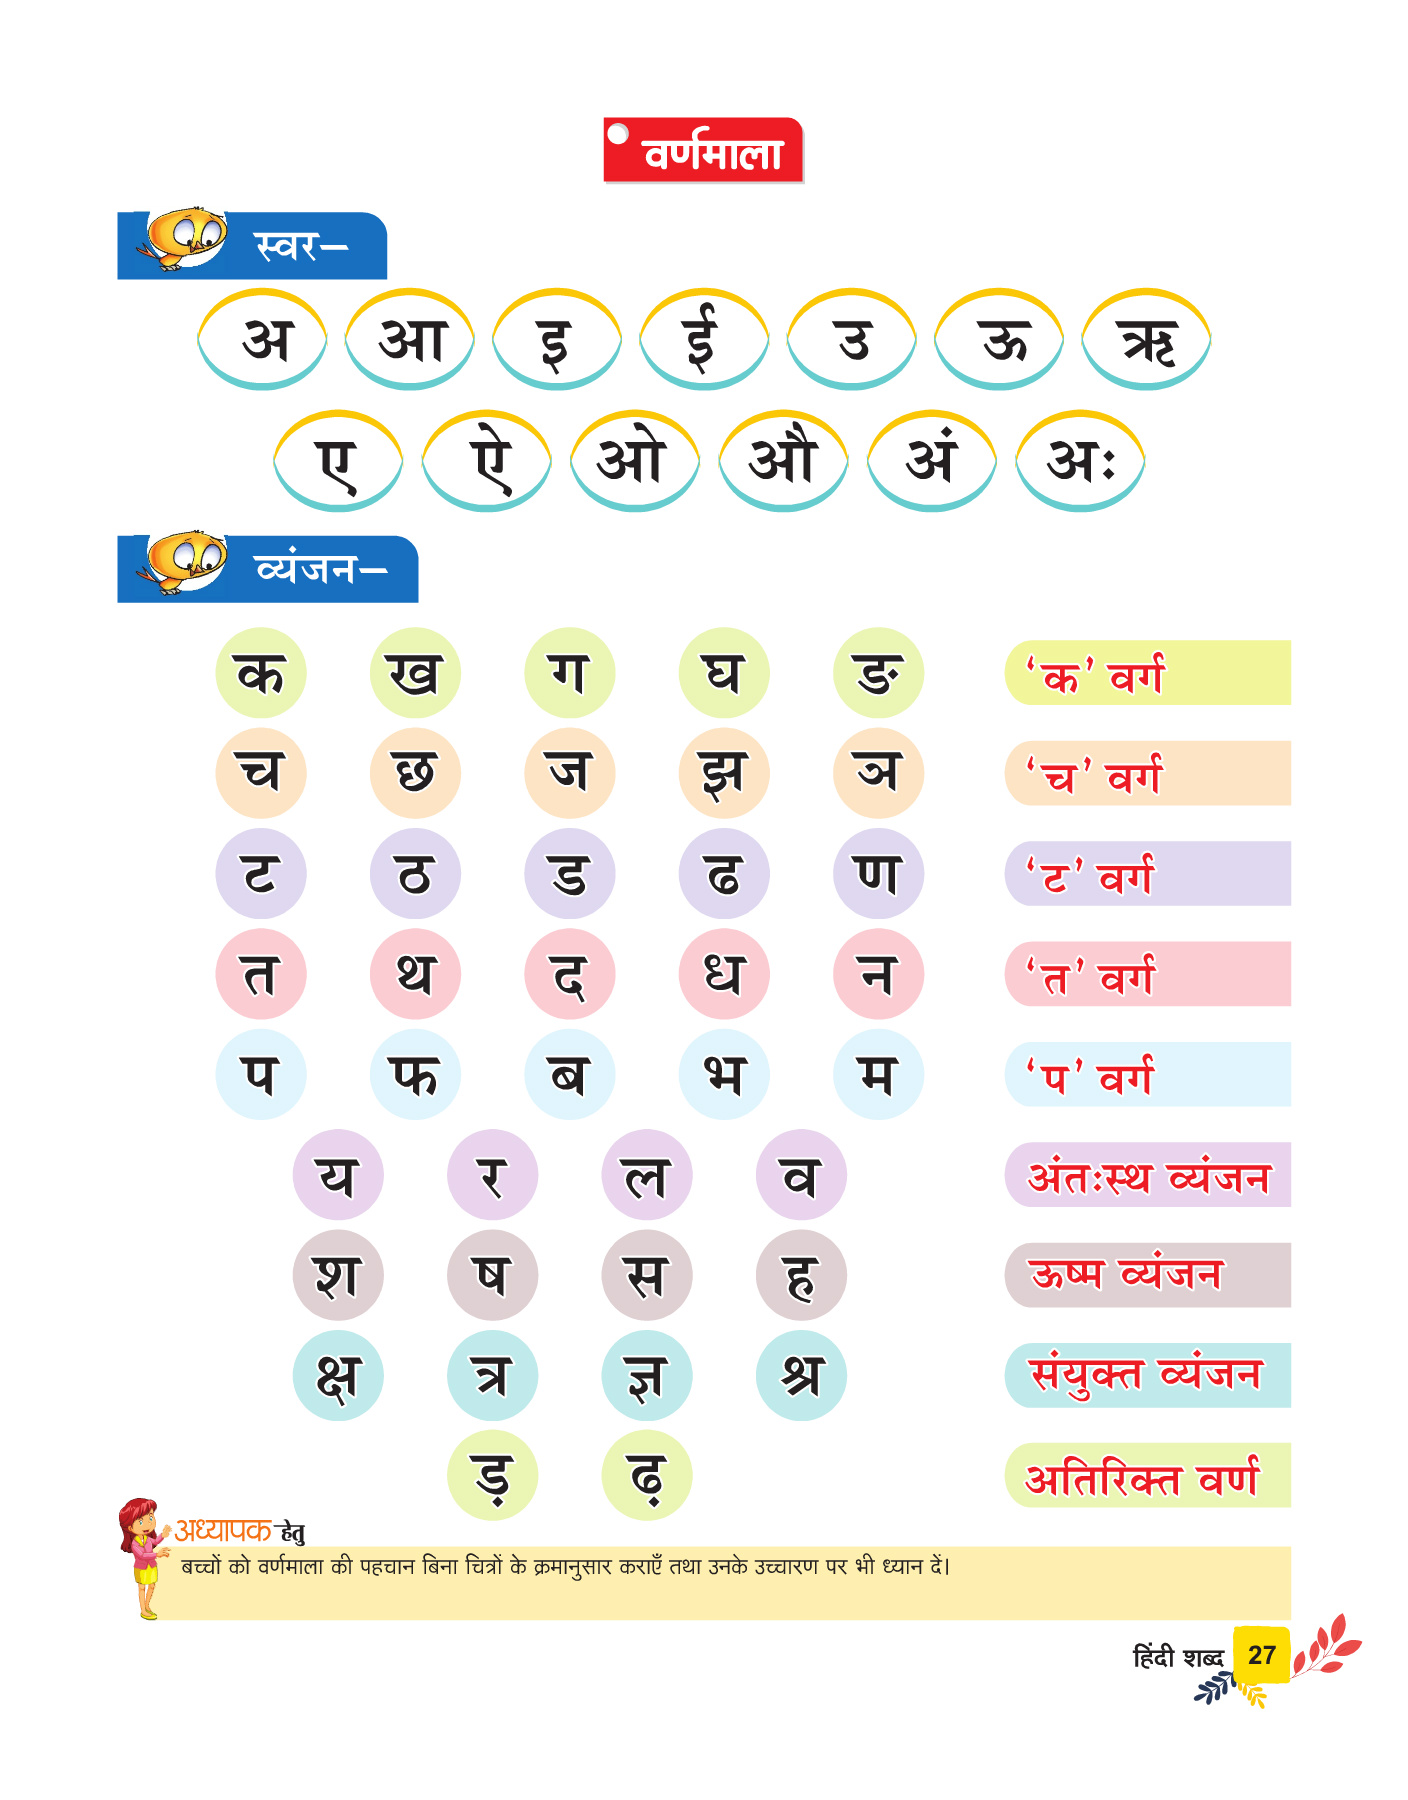 वर्णमाला
स्वर–
अ आ इ ई उ ऊ ऋ
ए ऐ ओ औ अं अः
व्यंजन–
क ख ग घ ङ ‘क’ वर्ग
च छ ज झ ञ ‘च’ वर्ग
ट ठ ड ढ ण ‘ट’ वर्ग
त थ द ध न ‘त’ वर्ग
प फ ब भ म ‘प’ वर्ग
य र ल व अंतःस्थ व्यंजन
श ष स ह ऊष्म व्यंजन
क्ष त्र ज्ञ श्र संयुक्त व्यंजन
ड़ ढ़ अतिरिक्त वर्ण
अध्यापक हेतु
बच्चों को वर्णमाला की पहचान बिना चित्रों के क्रमानुसार कराएँ तथा उनके उच्चारण पर भी ध्यान दें।
हिंदी शब्द 27